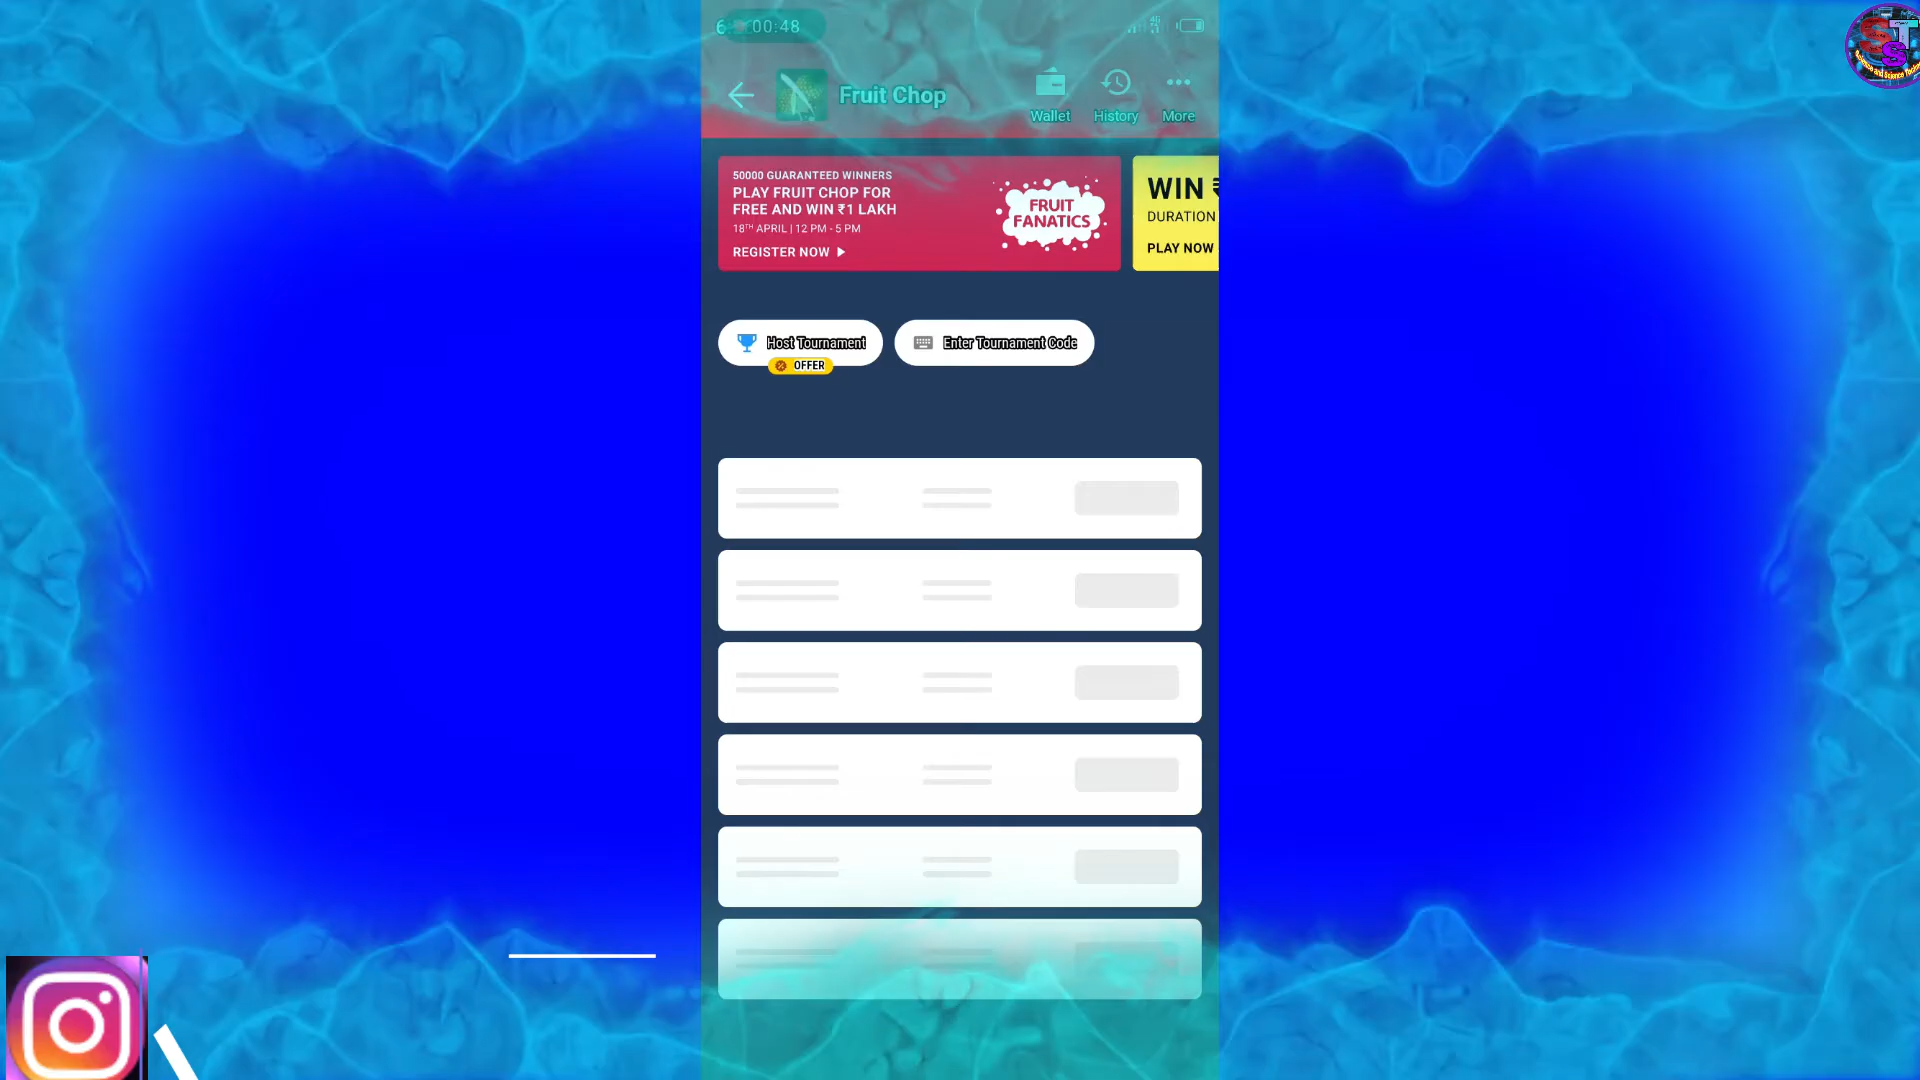 00:48
Fruit Chop
Wallet
History
More
50000 GUARANTEED WINNERS
PLAY FRUIT CHOP FOR
FREE AND WIN ₹1 LAKH
18TH APRIL | 12 PM - 5 PM
REGISTER NOW
FRUIT
FANATICS
WIN ₹
DURATION
PLAY NOW
Host Tournament
OFFER
Enter Tournament Code